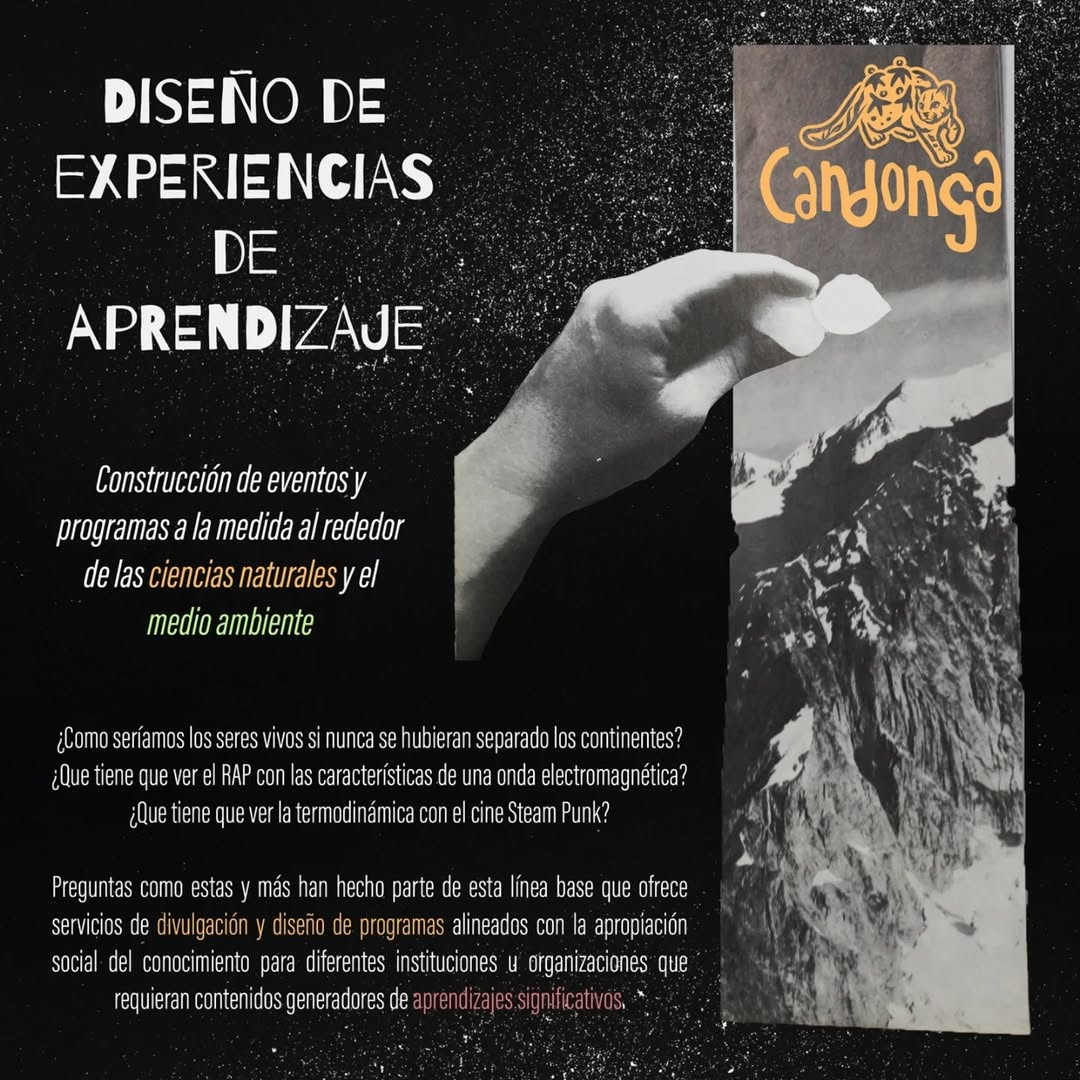 DISEÑO DE
EXPERIENCIAS
DE
APRENDIZAJE
Candonga
Construcción de eventos y
programas a la medida al rededor
de las ciencias naturales y el
medio ambiente
¿Como seríamos los seres vivos si nunca se hubieran separado los continentes?
¿Que tiene que ver el RAP con las características de una onda electromagnética?
¿Que tiene que ver la termodinámica con el cine Steam Punk?
Preguntas como estas y más han hecho parte de esta línea base que ofrece
servicios de divulgación y diseño de programas alineados con la apropiación
social del conocimiento para diferentes instituciones u organizaciones que
requieran contenidos generadores de aprendizajes significativos.